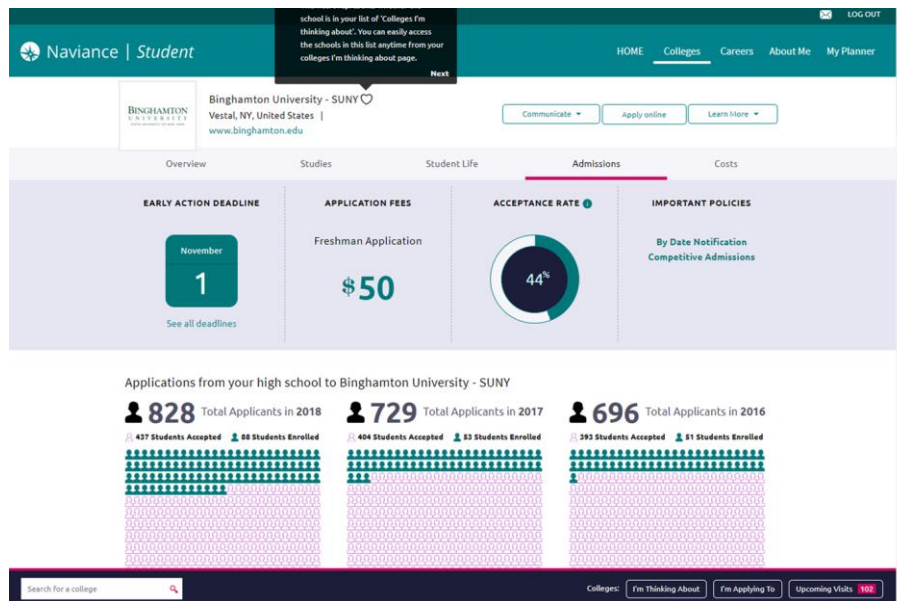 LOG OUT
school is in your list of 'Colleges I'm
thinking about'. You can easily access
the schools in this list anytime from your
colleges I'm thinking about page.
Next
Naviance | Student
HOME Colleges Careers About Me My Planner
BINGHAMTON
UNIVERSITY
Binghamton University - SUNY
Vestal, NY, United States |
www.binghamton.edu
Communicate Apply online Learn More
Overview Studies Student Life Admissions Costs
EARLY ACTION DEADLINE APPLICATION FEES ACCEPTANCE RATE IMPORTANT POLICIES
Freshman Application
November
1
$50
44%
By Date Notification
Competitive Admissions
See all deadlines
Applications from your high school to Binghamton University - SUNY
828 Total Applicants in 2018 729 Total Applicants in 2017 696 Total Applicants in 2016
437 Students Accepted 88 Students Enrolled 404 Students Accepted 53 Students Enrolled 393 Students Accepted 51 Students Enrolled
Search for a college
Colleges: I'm Thinking About I'm Applying To Upcoming Visits 102